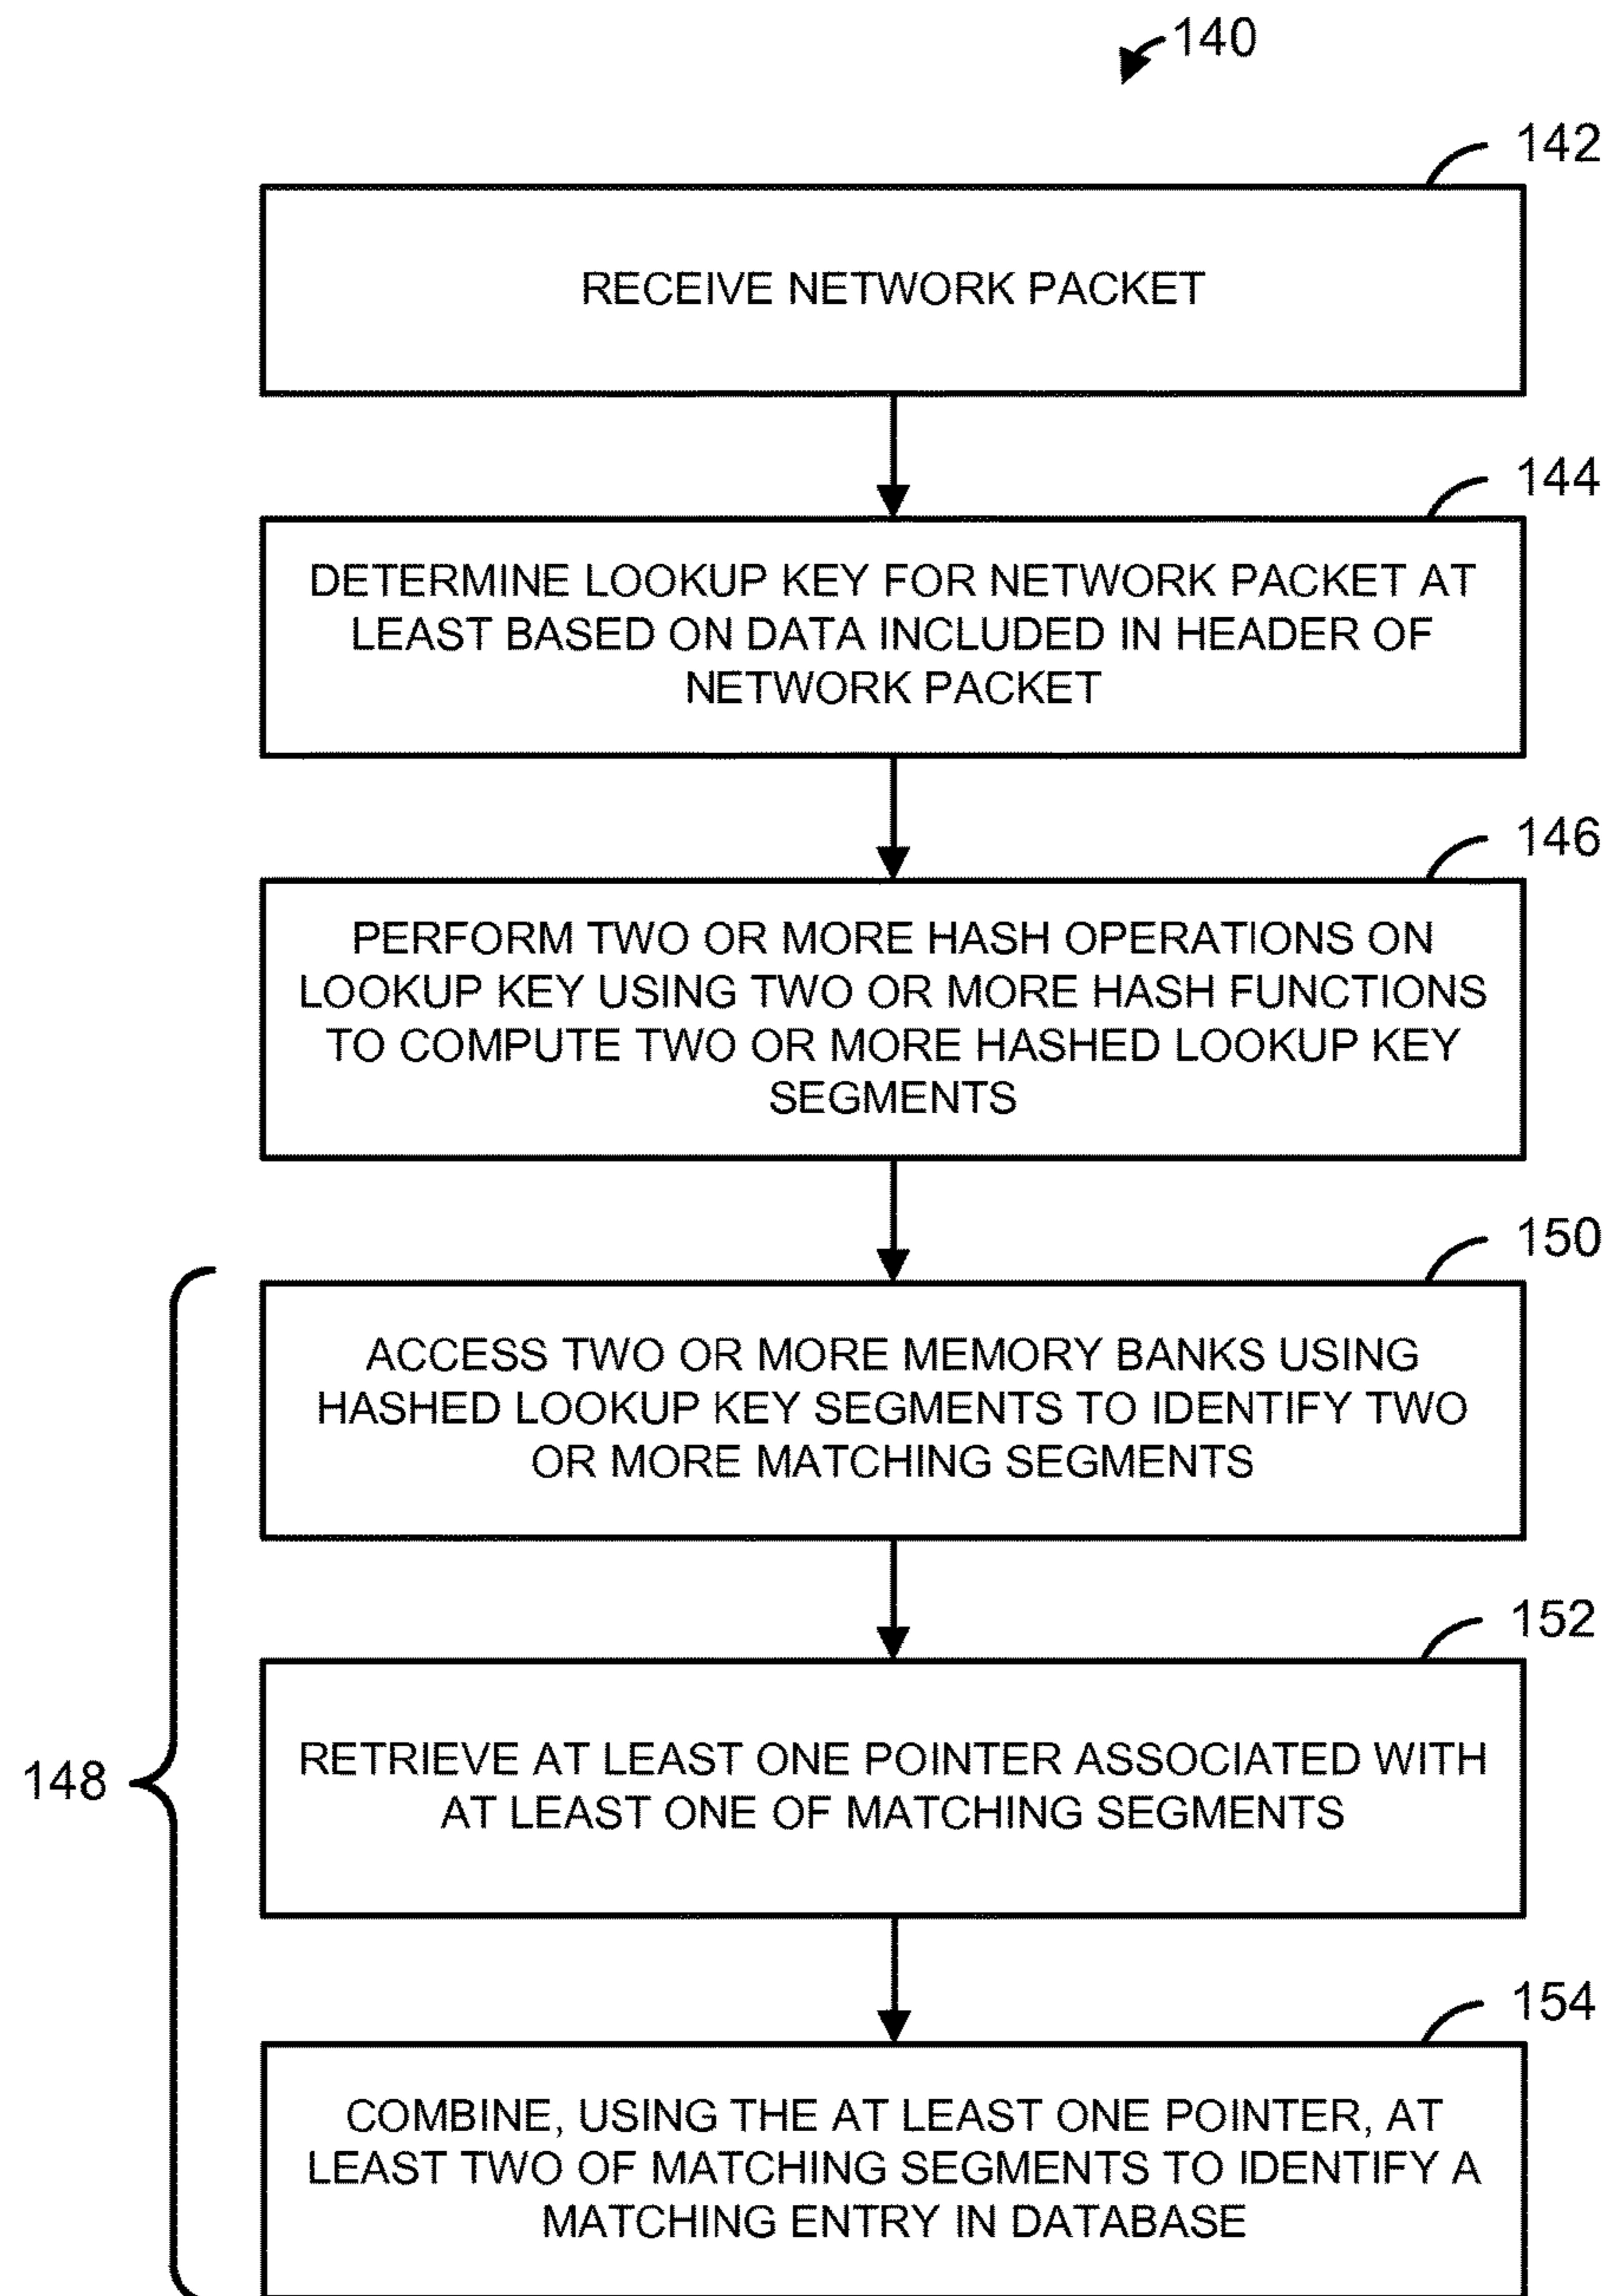 140
142
RECEIVE NETWORK PACKET
144
DETERMINE LOOKUP KEY FOR NETWORK PACKET AT
LEAST BASED ON DATA INCLUDED IN HEADER OF
NETWORK PACKET
146
PERFORM TWO OR MORE HASH OPERATIONS ON
LOOKUP KEY USING TWO OR MORE HASH FUNCTIONS
TO COMPUTE TWO OR MORE HASHED LOOKUP KEY
SEGMENTS
150
ACCESS TWO OR MORE MEMORY BANKS USING
HASHED LOOKUP KEY SEGMENTS TO IDENTIFY TWO
OR MORE MATCHING SEGMENTS
152
RETRIEVE AT LEAST ONE POINTER ASSOCIATED WITH
AT LEAST ONE OF MATCHING SEGMENTS
148
154
COMBINE, USING THE AT LEAST ONE POINTER, AT
LEAST TWO OF MATCHING SEGMENTS TO IDENTIFY A
MATCHING ENTRY IN DATABASE